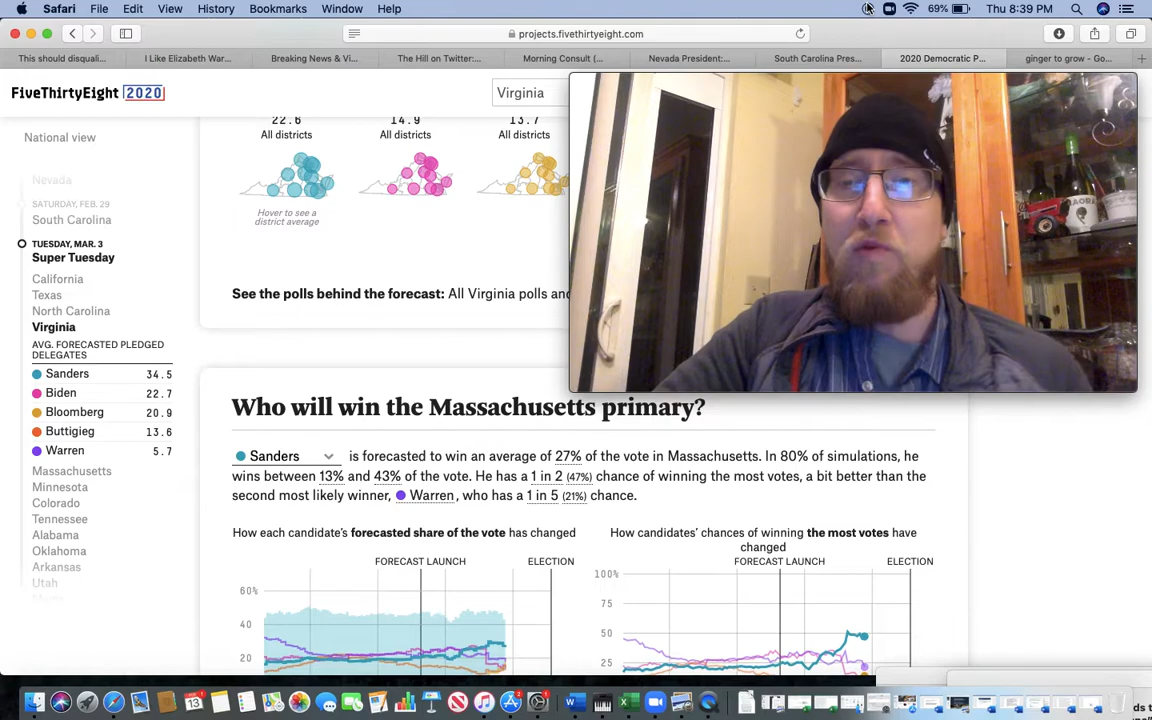 Safari File Edit View History Bookmarks Window Help
69% Thu 8:39 PM
projects.fivethirtyeight.com
This should disquali...
I Like Elizabeth War...
Breaking News & Vi...
The Hill on Twitter:...
Morning Consult (...
Nevada President:...
South Carolina Pres...
2020 Democratic P...
ginger to grow - Go...
FiveThirtyEight 2020
Virginia
National view
Nevada
SATURDAY, FEB. 29
South Carolina
TUESDAY, MAR. 3
Super Tuesday
California
Texas
North Carolina
Virginia
AVG. FORECASTED PLEDGED
DELEGATES
Sanders 34.5
Biden 22.7
Bloomberg 20.9
Buttigieg 13.6
Warren 5.7
Massachusetts
Minnesota
Colorado
Tennessee
Alabama
Oklahoma
Arkansas
Utah
22.6 14.9 13.7
All districts All districts All districts
Hover to see a
district average
See the polls behind the forecast: All Virginia polls and
Who will win the Massachusetts primary?
Sanders is forecasted to win an average of 27% of the vote in Massachusetts. In 80% of simulations, he
wins between 13% and 43% of the vote. He has a 1 in 2 (47%) chance of winning the most votes, a bit better than the
second most likely winner, Warren, who has a 1 in 5 (21%) chance.
How each candidate's forecasted share of the vote has changed
FORECAST LAUNCH ELECTION
60%
40
20
How candidates' chances of winning the most votes have
changed
FORECAST LAUNCH ELECTION
100%
75
50
25